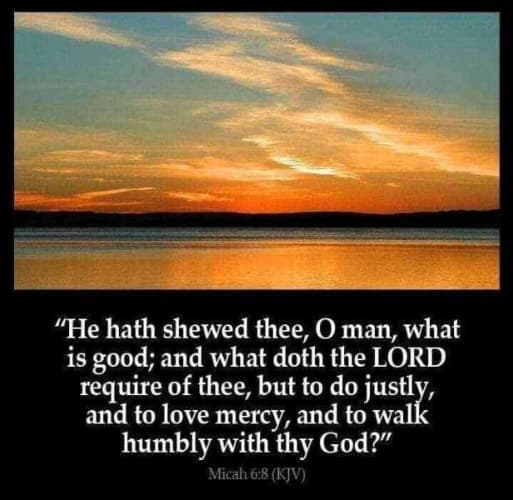 “He hath shewed thee, O man, what
is good; and what doth the LORD
require of thee, but to do justly,
and to love mercy, and to walk
humbly with thy God?”
Micah 6:8 (KJV)